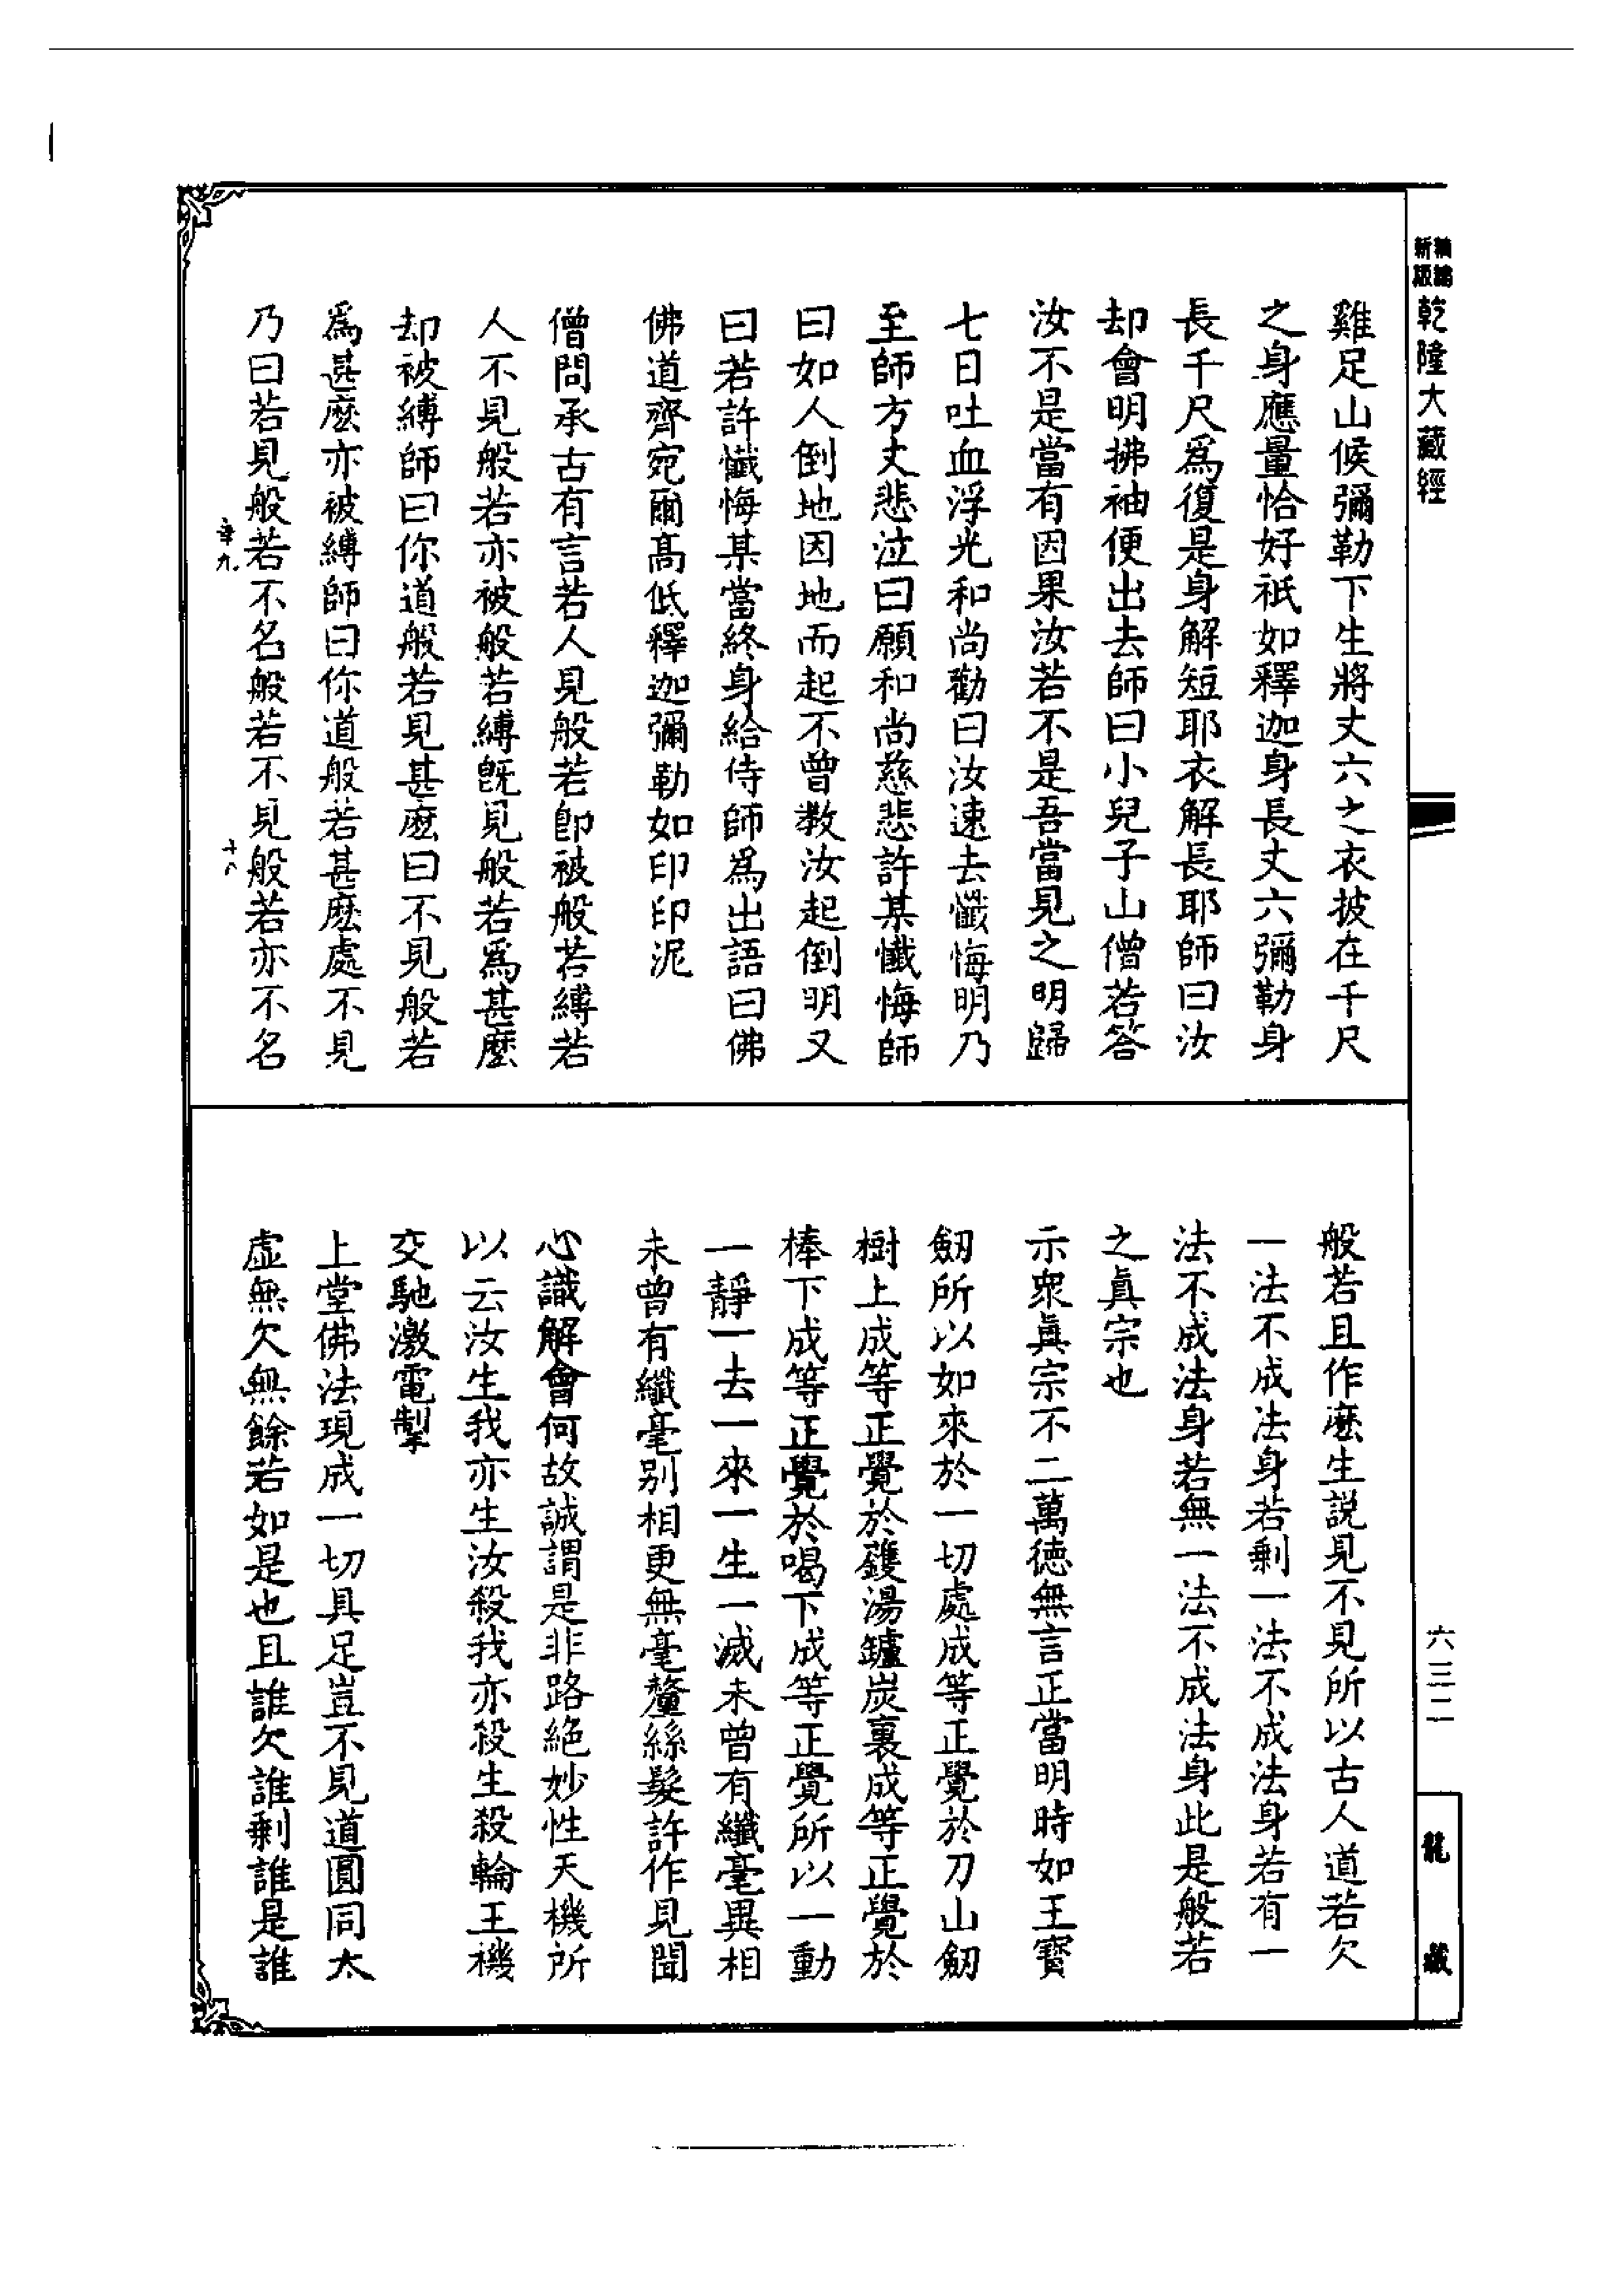 精編
新版
乾隆大藏經
雞足山候彌勒下生將丈六之衣披在千尺
之身應量恰好祇如釋迦身長丈六彌勒身
長千尺爲復是身解短耶衣解長耶師曰汝
却會明拂袖便出去師曰小兒子山僧若答
汝不是當有因果汝若不是吾當見之明歸
七日吐血浮光和尚勸曰汝速去懺悔明乃
至師方丈悲泣曰願和尚慈悲許某懺悔師
曰如人倒地因地而起不曾教汝起倒明又
曰若許懺悔某當終身給侍師爲出語曰佛
佛道齊宛爾髙低釋迦彌勒如印印泥
僧問承古有言若人見般若卽被般若縛若
人不見般若亦被般若縛旣見般若爲甚麽
却被縛師曰你道般若見甚麽曰不見般若
爲甚麽亦被縛師曰你道般若甚麽處不見
乃曰若見般若不名般若不見般若亦不名
十八
般若且作麽生説見不見所以古人道若欠
一法不成法身若剩一法不成法身若有一
法不成法身若無一法不成法身此是般若
之眞宗也
示衆眞宗不二萬德無言正當明時如王寶
劒所以如來於一切處成等正覺於刀山劒
樹上成等正覺於鑊湯鑪炭裏成等正覺於
棒下成等正覺於喝下成等正覺所以一動
一靜一去一來一生一滅未曾有纖毫異相
未曾有纖毫别相更無毫釐絲髮許作見聞
心識解會何故誠謂是非路絕妙性天機所
以云汝生我亦生汝殺我亦殺生殺輪王機
交馳激電掣
上堂佛法現成一切具足豈不見道圓同太
虛無欠無餘若如是也且誰欠誰剩誰是誰
六三二
龍藏